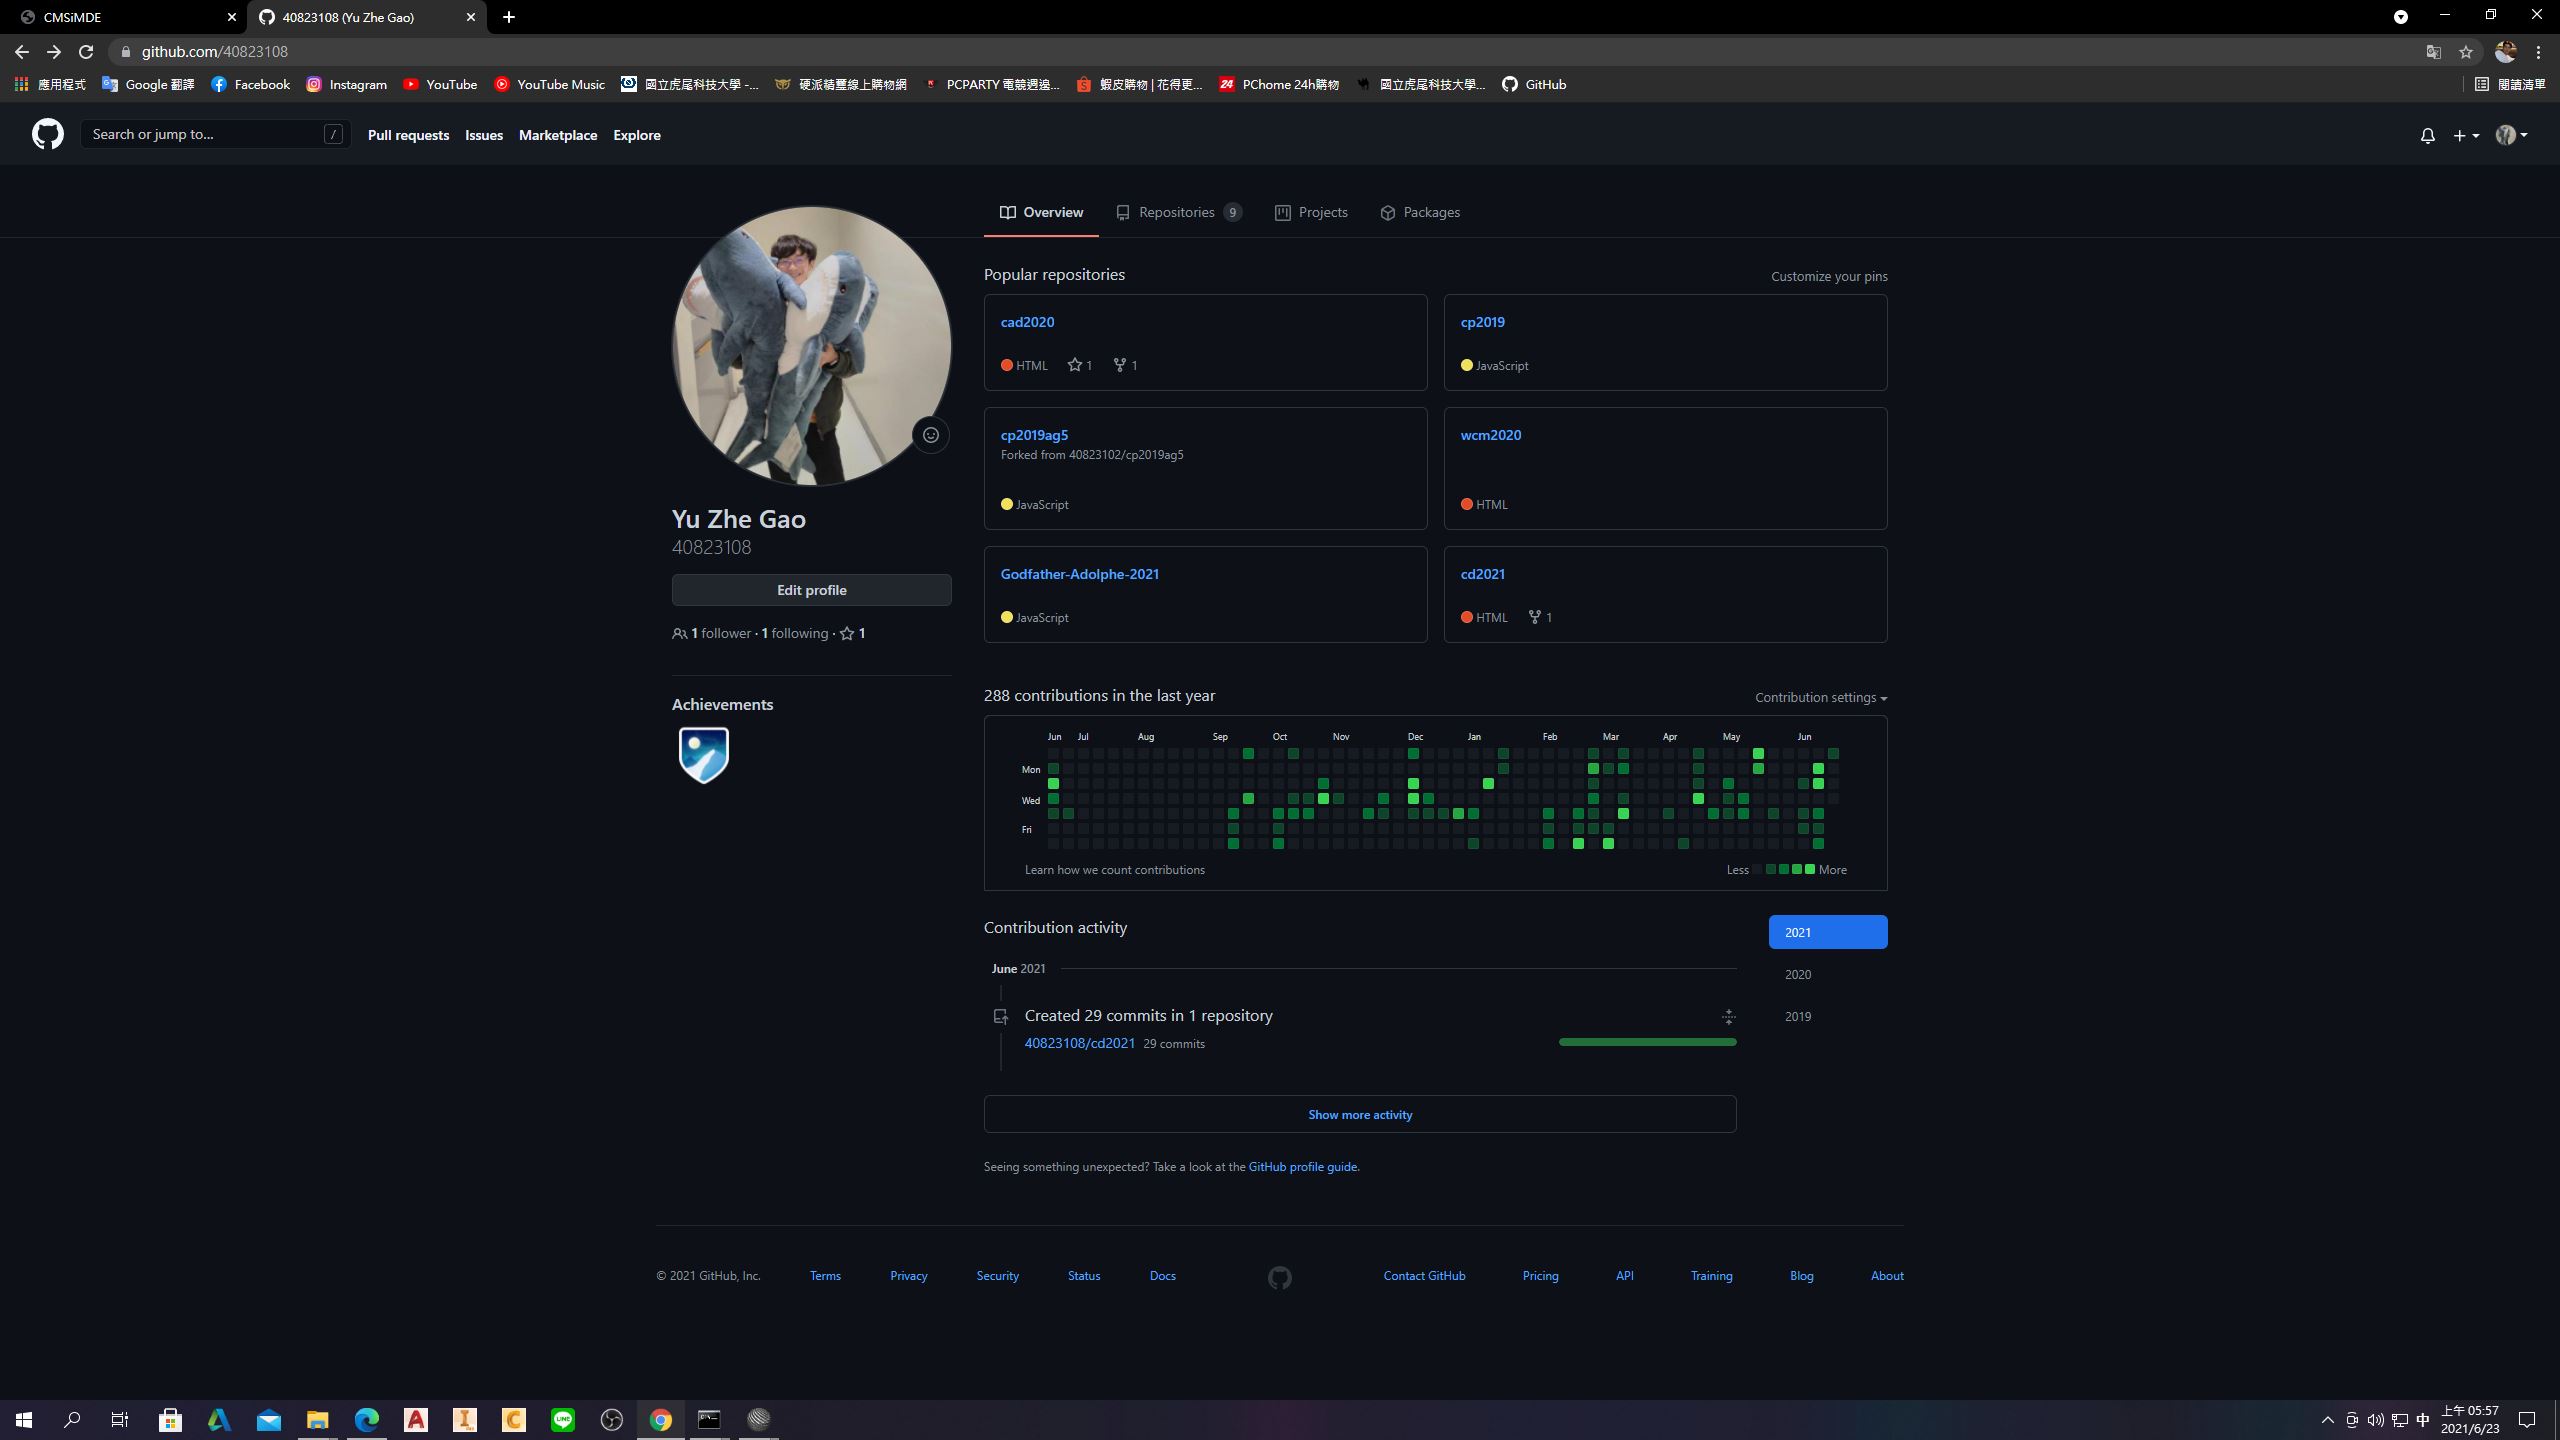 CMSiMDE
40823108 (Yu Zhe Gao)
github.com/40823108
應用程式
Google 翻譯
Facebook
Instagram
YouTube
YouTube Music
國立虎尾科技大學 -...
硬派精璽線上購物網
PCPARTY 電競週邊...
蝦皮購物 | 花得更...
24
PChome 24h購物
國立虎尾科技大學...
GitHub
閱讀清單
Search or jump to...
/
Pull requests
Issues
Marketplace
Explore
Overview
Repositories 9
Projects
Packages
Popular repositories
Customize your pins
cad2020
HTML 1 1
cp2019
JavaScript
cp2019ag5
Forked from 40823102/cp2019ag5
JavaScript
wcm2020
HTML
Yu Zhe Gao
40823108
Edit profile
1 follower · 1 following · 1
Achievements
Godfather-Adolphe-2021
JavaScript
cd2021
HTML 1
288 contributions in the last year
Contribution settings
Jun Jul Aug Sep Oct Nov Dec Jan Feb Mar Apr May Jun
Mon
Wed
Fri
Learn how we count contributions
Less More
Contribution activity
2021
2020
2019
June 2021
Created 29 commits in 1 repository
40823108/cd2021 29 commits
Show more activity
Seeing something unexpected? Take a look at the GitHub profile guide.
© 2021 GitHub, Inc.
Terms
Privacy
Security
Status
Docs
Contact GitHub
Pricing
API
Training
Blog
About
LINE
中
上午 05:57
2021/6/23